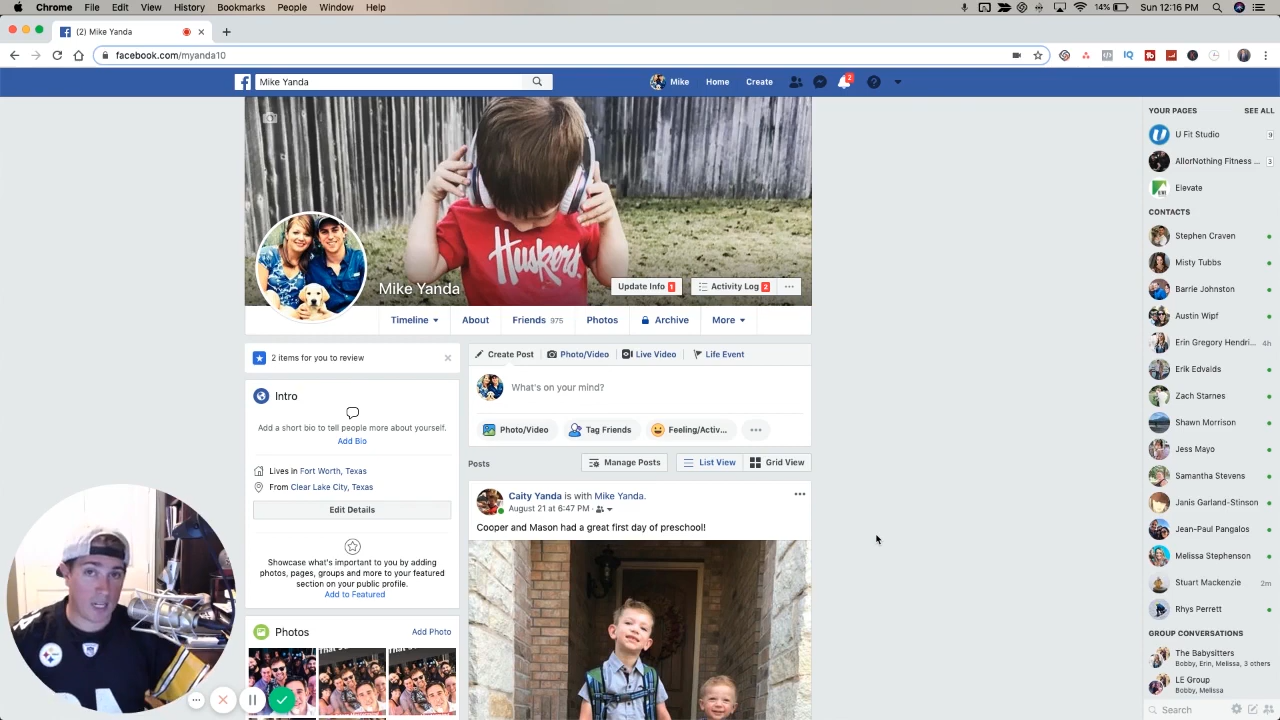 Chrome File Edit View History Bookmarks People Window Help
14% Sun 12:16 PM
(2) Mike Yanda
facebook.com/myanda10
Mike Yanda
Mike Home Create 2
Huskers
Mike Yanda
Update Info 1 Activity Log 2
Timeline About Friends 975 Photos Archive More
2 items for you to review
Intro
Add a short bio to tell people more about yourself.
Add Bio
Lives in Fort Worth, Texas
From Clear Lake City, Texas
Edit Details
Showcase what's important to you by adding
photos, pages, groups and more to your featured
section on your public profile.
Add to Featured
Photos Add Photo
Create Post Photo/Video Live Video Life Event
What's on your mind?
Photo/Video Tag Friends Feeling/Activ...
Posts Manage Posts List View Grid View
Caity Yanda is with Mike Yanda.
August 21 at 6:47 PM
Cooper and Mason had a great first day of preschool!
YOUR PAGES SEE ALL
U Fit Studio 9
AllorNothing Fitness ... 3
Elevate
CONTACTS
Stephen Craven
Misty Tubbs
Barrie Johnston
Austin Wipf
Erin Gregory Hendri... 4h
Erik Edvalds
Zach Starnes
Shawn Morrison
Jess Mayo
Samantha Stevens
Janis Garland-Stinson
Jean-Paul Pangalos
Melissa Stephenson
Stuart Mackenzie 2m
Rhys Perrett
GROUP CONVERSATIONS
The Babysitters
Bobby, Erin, Melissa, 3 others
LE Group
Bobby, Melissa
Search